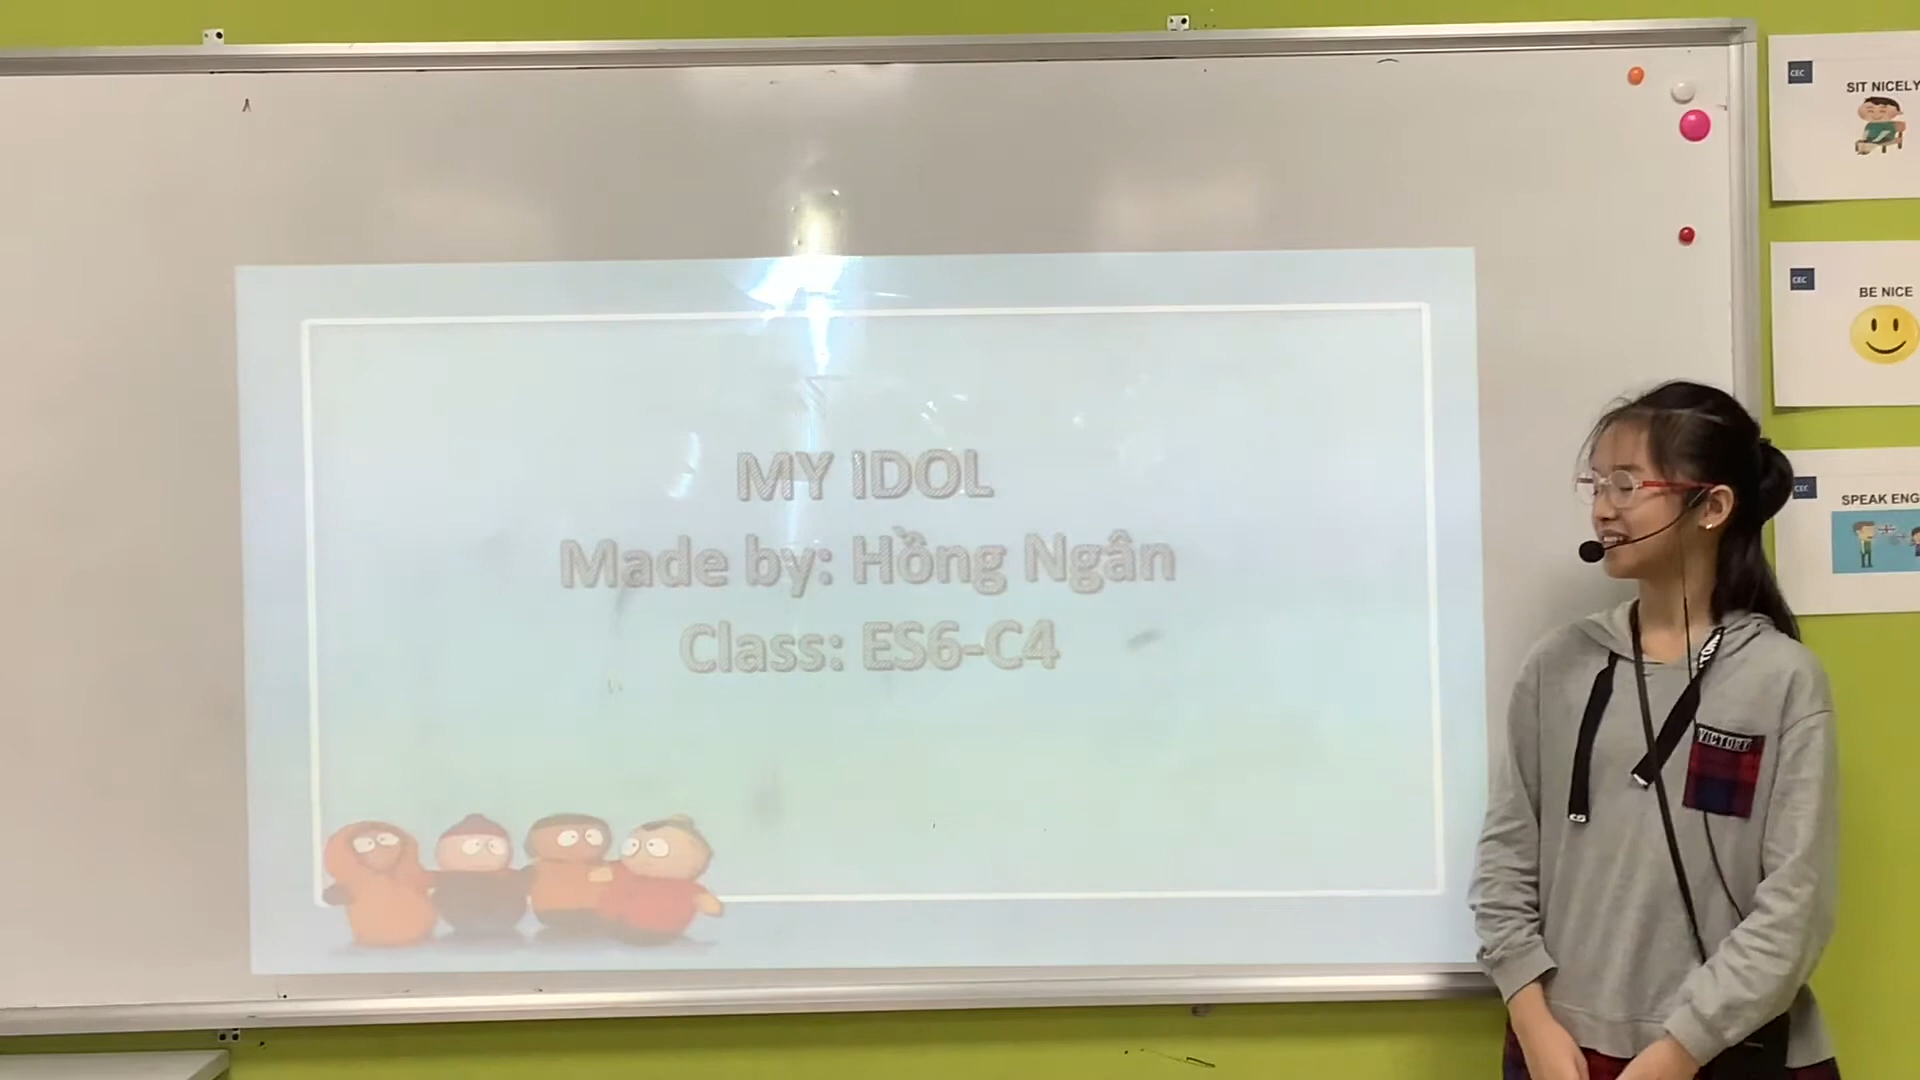 MY IDOL
Made by: Hồng Ngân
Class: ES6-C4
CEC
SIT NICELY
CEC
BE NICE
CEC
SPEAK ENG
VICTORY